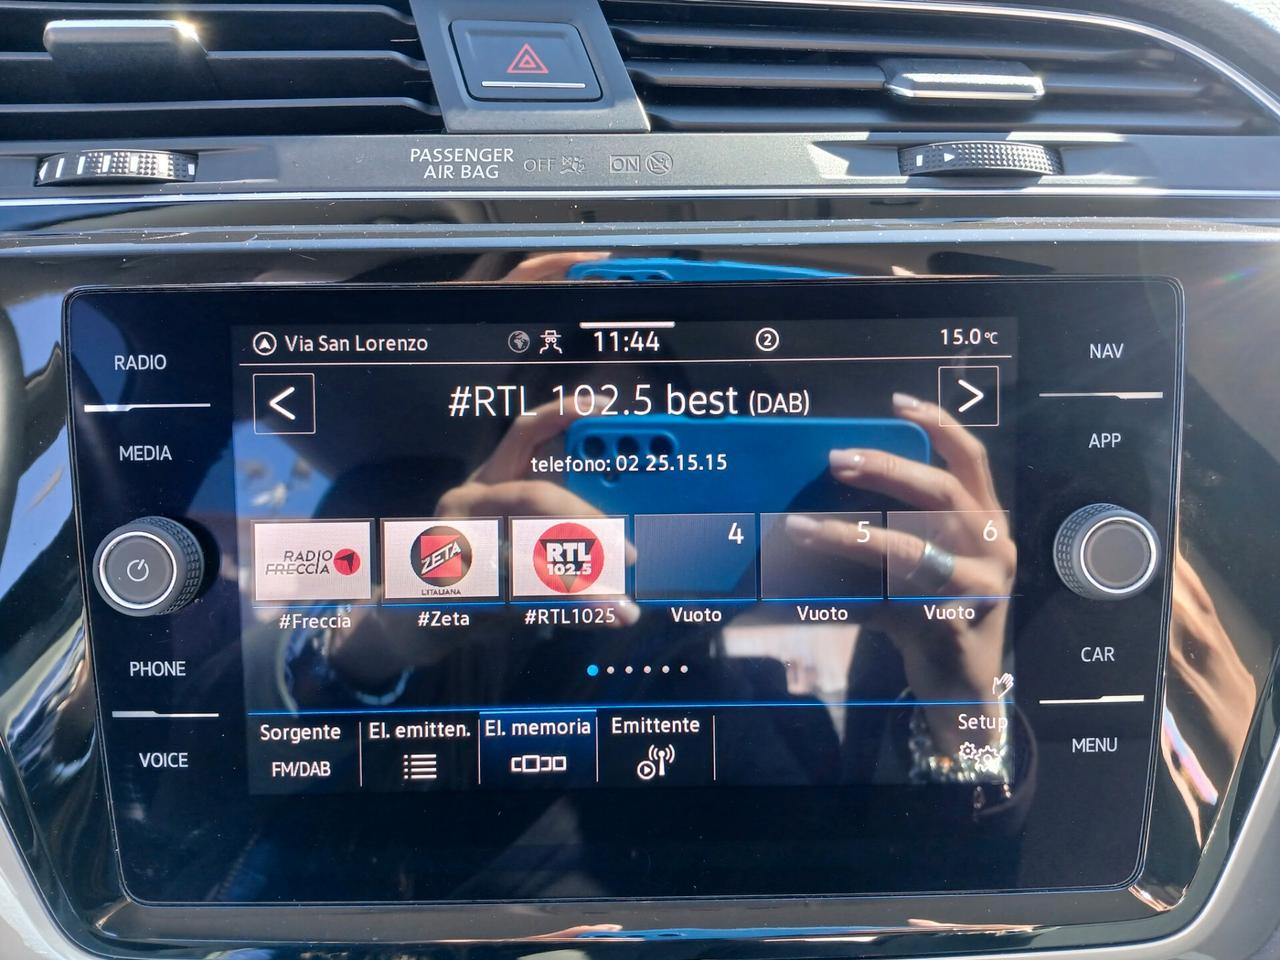 PASSENGER
AIR BAG OFF ON
Via San Lorenzo 11:44 2 15.0°C
RADIO
NAV
#RTL 102.5 best (DAB)
MEDIA
APP
telefono: 02 25.15.15
RADIO
FRECCIA
ZETA
L'ITALIANA
RTL
102.5
4 5 6
#Freccia #Zeta #RTL1025 Vuoto Vuoto Vuoto
PHONE
CAR
Sorgente El. emitten. El. memoria Emittente Setup
FM/DAB
VOICE
MENU